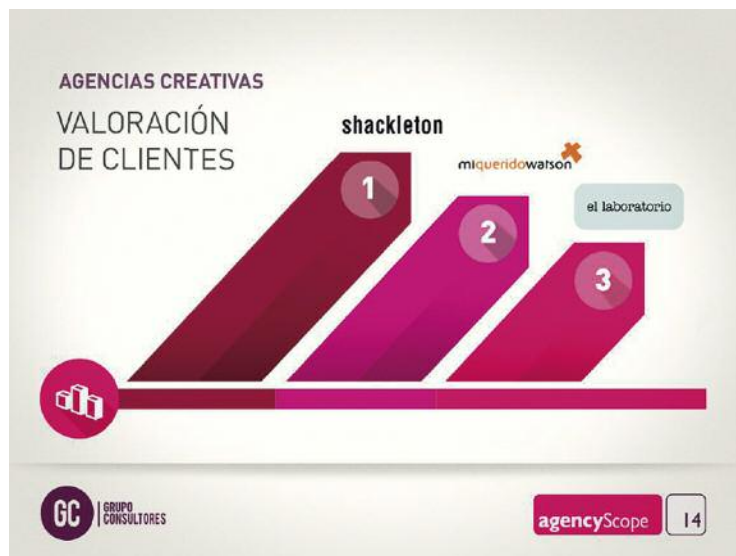 AGENCIAS CREATIVAS
VALORACIÓN
DE CLIENTES
shackleton
miqueridowatson
el laboratorio
1
2
3
GC
GRUPO
CONSULTORES
agencyScope
14